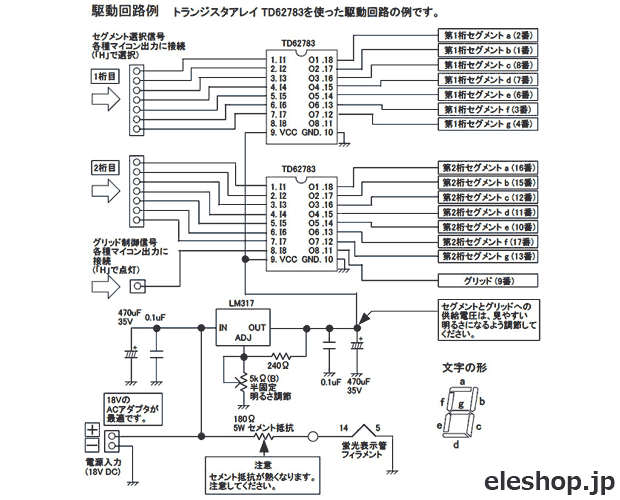 駆動回路例 トランジスタアレイ TD62783を使った駆動回路の例です。
セグメント選択信号
各種マイコン出力に接続
(「H」で選択)
1桁目
TD62783
1. I1
2. I2
3. I3
4. I4
5. I5
6. I6
7. I7
8. I8
9. VCC
O1 .18
O2 .17
O3 .16
O4 .15
O5 .14
O6 .13
O7 .12
O8 .11
GND. 10
第1桁セグメント a (2番)
第1桁セグメント b (1番)
第1桁セグメント c (8番)
第1桁セグメント d (7番)
第1桁セグメント e (6番)
第1桁セグメント f (3番)
第1桁セグメント g (4番)
2桁目
TD62783
1. I1
2. I2
3. I3
4. I4
5. I5
6. I6
7. I7
8. I8
9. VCC
O1 .18
O2 .17
O3 .16
O4 .15
O5 .14
O6 .13
O7 .12
O8 .11
GND. 10
第2桁セグメント a (16番)
第2桁セグメント b (15番)
第2桁セグメント c (12番)
第2桁セグメント d (11番)
第2桁セグメント e (10番)
第2桁セグメント f (17番)
第2桁セグメント g (13番)
グリッド (9番)
グリッド制御信号
各種マイコン出力に
接続
(「H」で点灯)
470uF
35V
0.1uF
LM317
IN
OUT
ADJ
240Ω
5kΩ(B)
半固定
明るさ調節
0.1uF
470uF
35V
セグメントとグリッドへの
供給電圧は、見やすい
明るさになるよう調節して
ください。
18Vの
ACアダプタが
最適です。
+
−
電源入力
(18V DC)
180Ω
5W セメント抵抗
注意
セメント抵抗が熱くなります。
注意してください。
14
5
蛍光表示管
フィラメント
文字の形
a
f
g
b
e
c
d
eleshop.jp